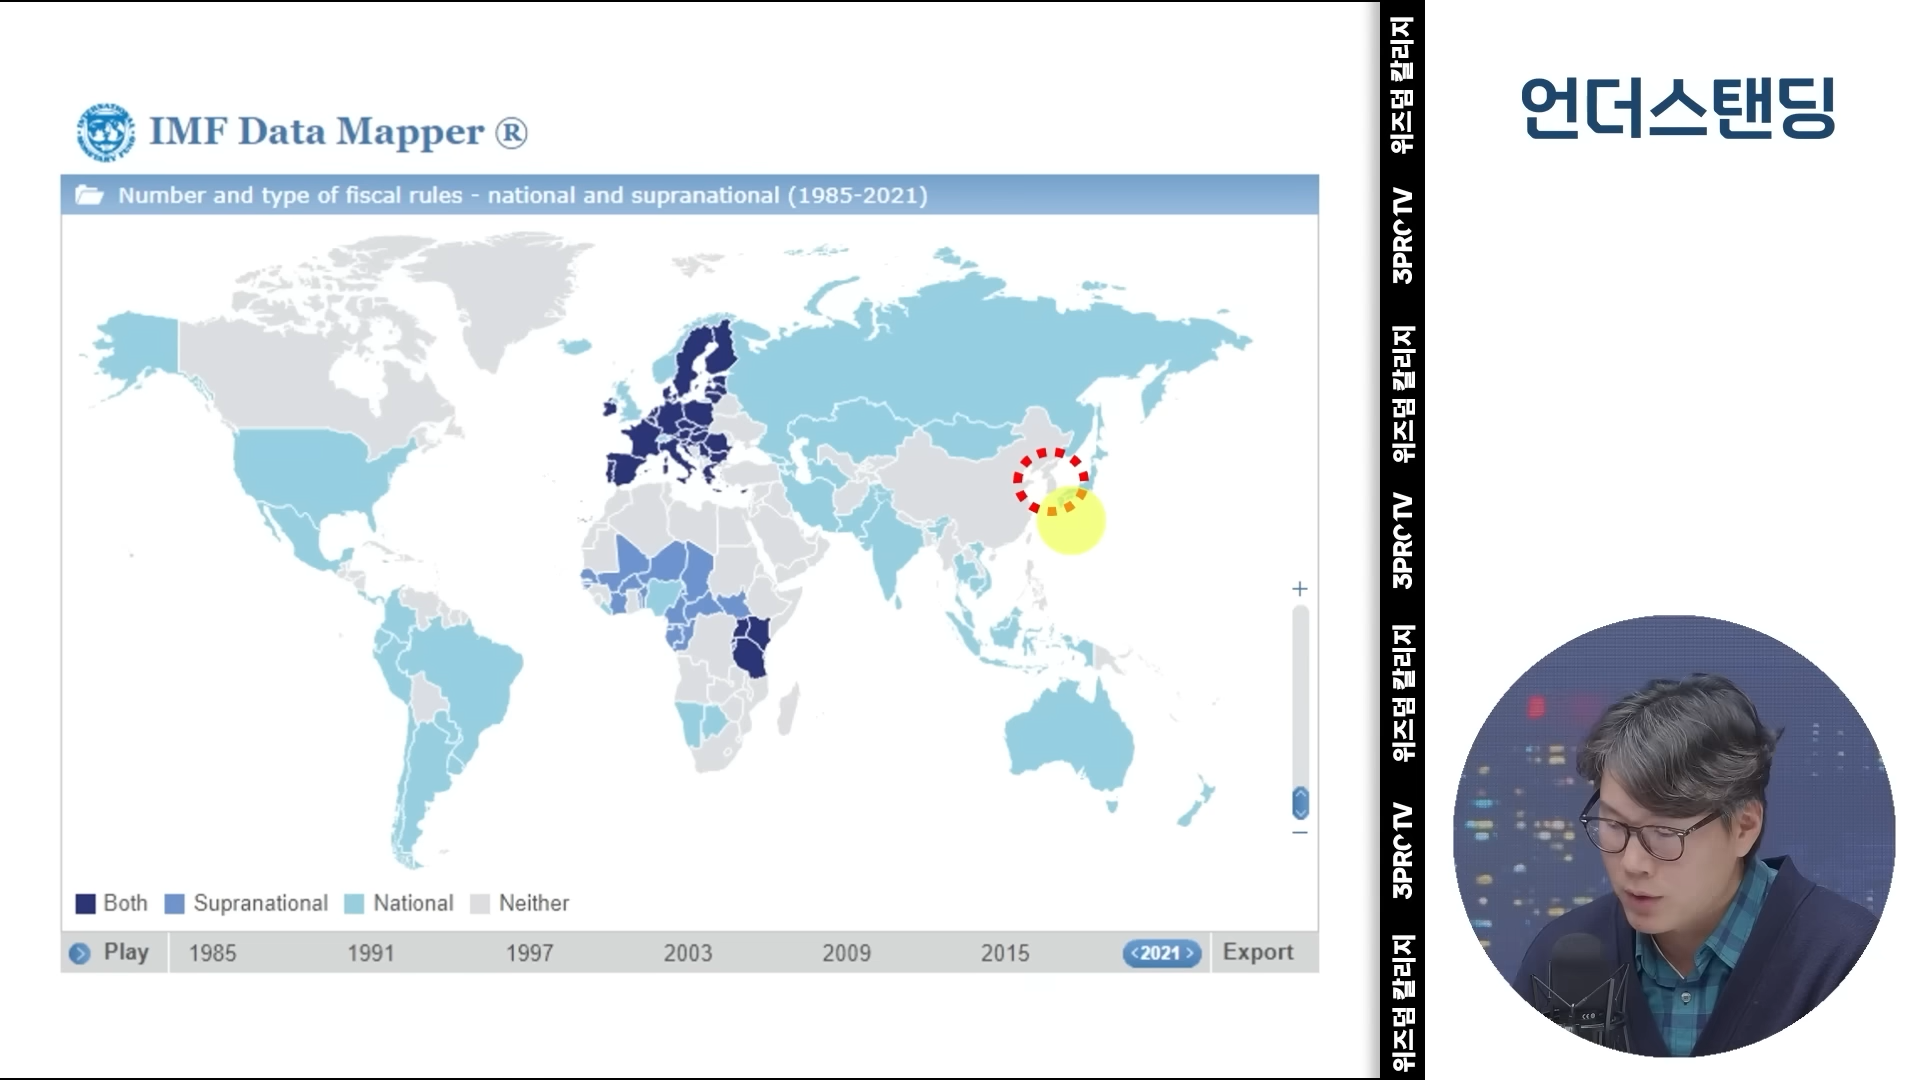 IMF Data Mapper ®
Number and type of fiscal rules - national and supranational (1985-2021)
+
−
Both
Supranational
National
Neither
Play
1985
1991
1997
2003
2009
2015
<2021>
Export
위즈덤 칼리지
3PROTV
위즈덤 칼리지
3PROTV
위즈덤 칼리지
3PROTV
위즈덤 칼리지
언더스탠딩